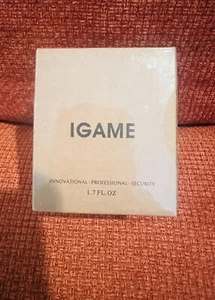 IGAME
INNOVATIONAL·PROFESSIONAL·SECURITY
1.7 FL.OZ